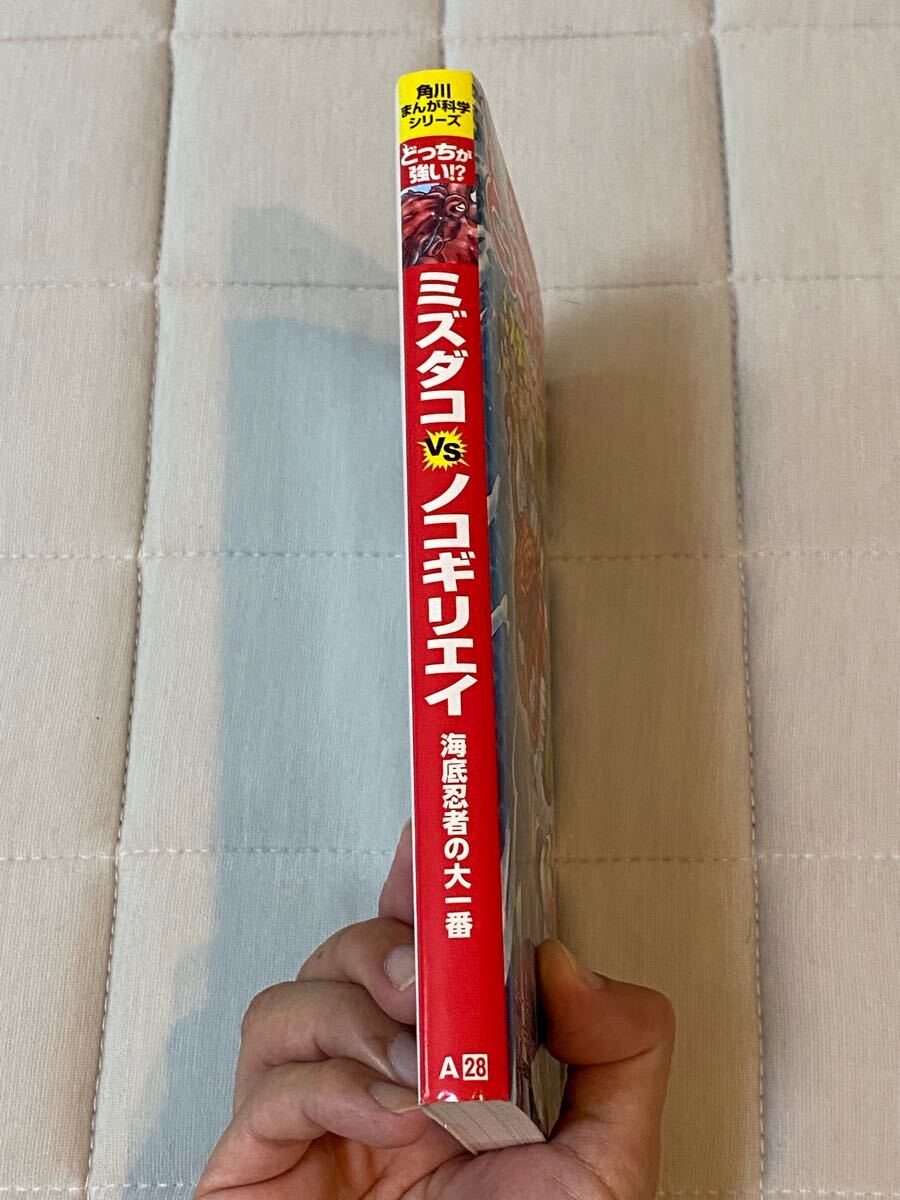 角川
まんが科学
シリーズ
どっちが
強い!?
ミズダコ
VS
ノコギリエイ
海底忍者の大一番
A28